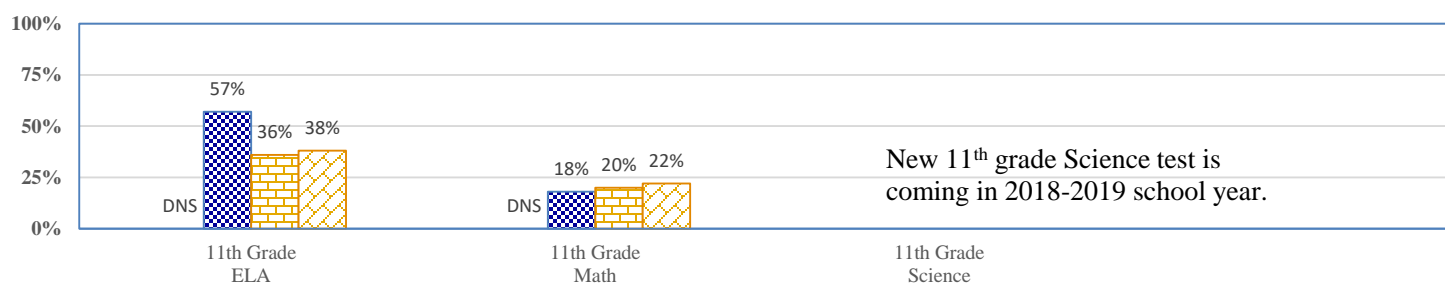 100%
75%
50%
25%
0%
DNS
57%
36%
38%
DNS
18%
20%
22%
New 11th grade Science test is
coming in 2018-2019 school year.
11th Grade
ELA
11th Grade
Math
11th Grade
Science